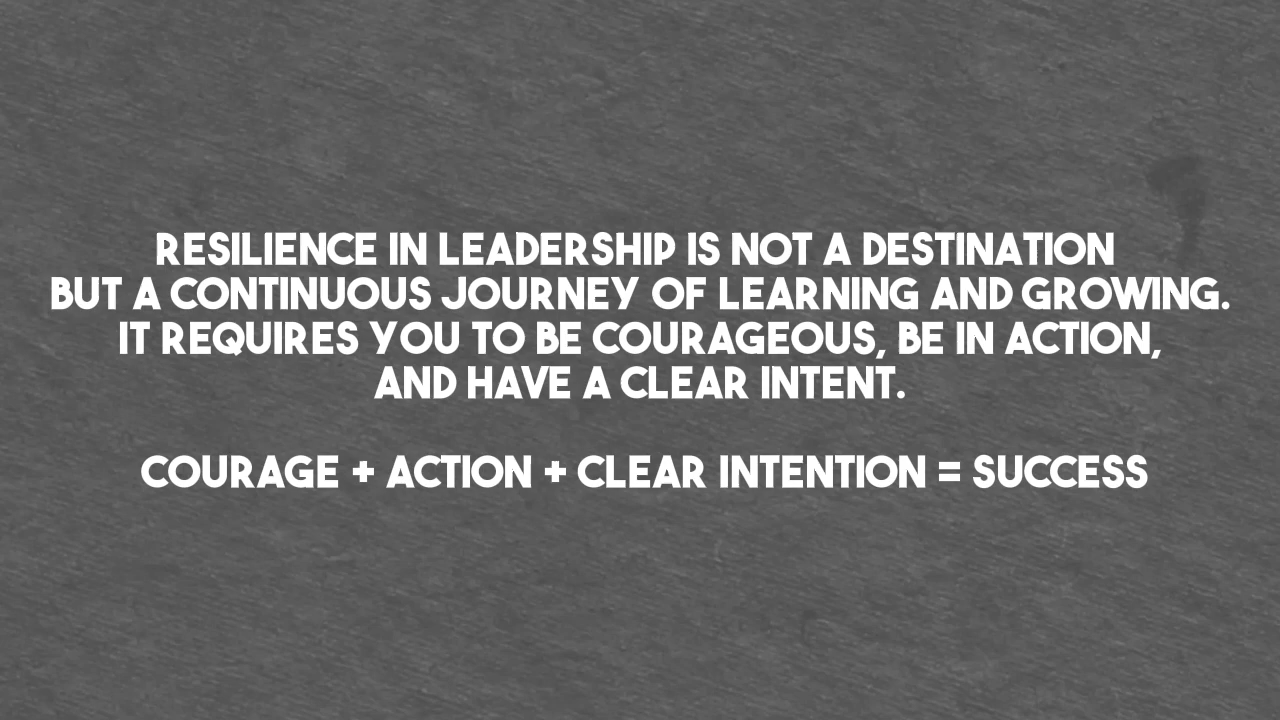 RESILIENCE IN LEADERSHIP IS NOT A DESTINATION
BUT A CONTINUOUS JOURNEY OF LEARNING AND GROWING.
IT REQUIRES YOU TO BE COURAGEOUS, BE IN ACTION,
AND HAVE A CLEAR INTENT.
COURAGE + ACTION + CLEAR INTENTION = SUCCESS